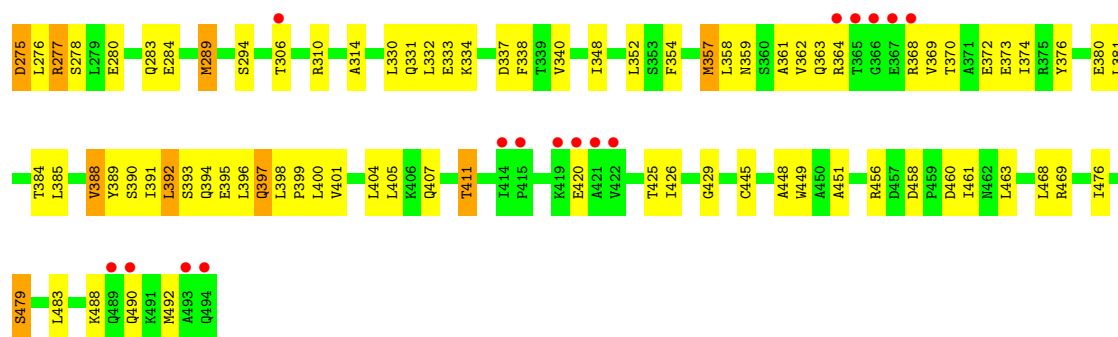 D275 L276 R277 S278 L279 E280 Q283 E284 M289 S294 T306 R310 A314 L330 Q331 L332 E333 K334 D337 F338 T339 V340 I348 L352 S353 F354 M357 L358 N359 S360 A361 V362 Q363 R364 T365 G366 E367 R368 V369 T370 A371 E372 E373 I374 R375 Y376 E380 L381
T384 L385 V388 Y389 S390 I391 L392 S393 Q394 E395 L396 Q397 L398 P399 L400 V401 L404 L405 K406 Q407 T411 I414 P415 K419 E420 A421 V422 T425 I426 G429 C445 A448 W449 A450 A451 R456 D457 D458 P459 D460 I461 N462 L463 L468 R469 I476
S479 L483 K488 Q489 Q490 K491 M492 A493 Q494